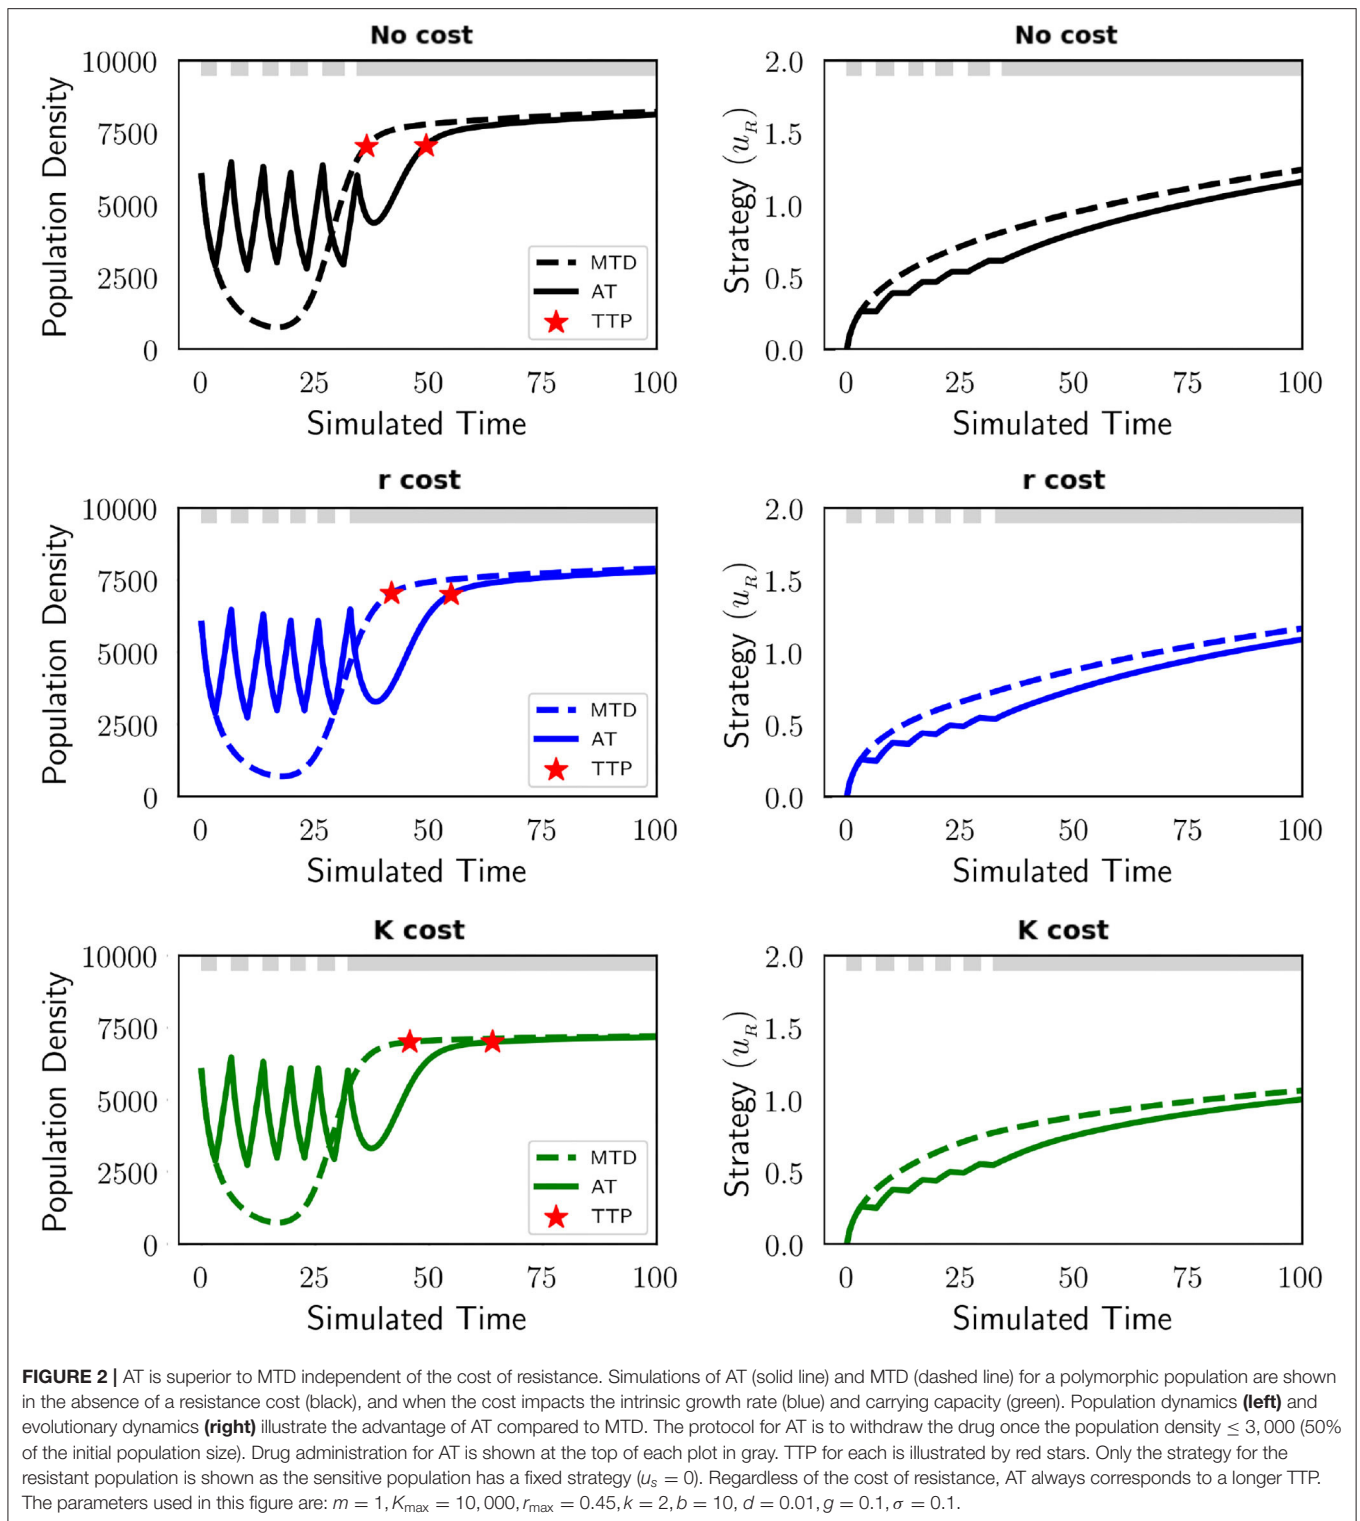 No cost
10000
7500
5000
2500
0
Population Density
MTD
AT
TTP
0 25 50 75 100
Simulated Time
No cost
2.0
1.5
1.0
0.5
0.0
Strategy (u_R)
0 25 50 75 100
Simulated Time
r cost
10000
7500
5000
2500
0
Population Density
MTD
AT
TTP
0 25 50 75 100
Simulated Time
r cost
2.0
1.5
1.0
0.5
0.0
Strategy (u_R)
0 25 50 75 100
Simulated Time
K cost
10000
7500
5000
2500
0
Population Density
MTD
AT
TTP
0 25 50 75 100
Simulated Time
K cost
2.0
1.5
1.0
0.5
0.0
Strategy (u_R)
0 25 50 75 100
Simulated Time
FIGURE 2 | AT is superior to MTD independent of the cost of resistance. Simulations of AT (solid line) and MTD (dashed line) for a polymorphic population are shown
in the absence of a resistance cost (black), and when the cost impacts the intrinsic growth rate (blue) and carrying capacity (green). Population dynamics (left) and
evolutionary dynamics (right) illustrate the advantage of AT compared to MTD. The protocol for AT is to withdraw the drug once the population density ≤ 3, 000 (50%
of the initial population size). Drug administration for AT is shown at the top of each plot in gray. TTP for each is illustrated by red stars. Only the strategy for the
resistant population is shown as the sensitive population has a fixed strategy (u_s = 0). Regardless of the cost of resistance, AT always corresponds to a longer TTP.
The parameters used in this figure are: m = 1, K_max = 10, 000, r_max = 0.45, k = 2, b = 10, d = 0.01, g = 0.1, σ = 0.1.